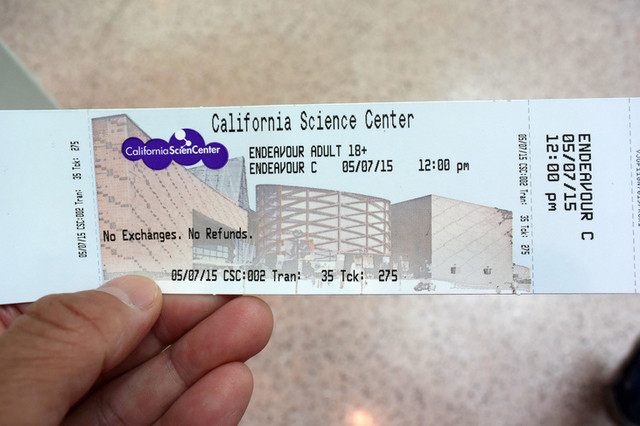 California Science Center
California ScienCenter
ENDEAVOUR ADULT 18+
ENDEAVOUR C 05/07/15 12:00 pm
No Exchanges. No Refunds.
05/07/15 CSC:002 Tran: 35 Tck: 275
05/07/15 CSC:002 Tran: 35 Tck: 275
05/07/15 CSC:002 Tran: 35 Tck: 275
ENDEAVOUR C
05/07/15
12:00 pm